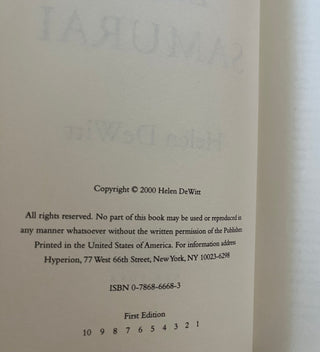 SAMURAI
Helen DeWitt
Copyright © 2000 Helen DeWitt
All rights reserved. No part of this book may be used or reproduced in
any manner whatsoever without the written permission of the Publisher.
Printed in the United States of America. For information address
Hyperion, 77 West 66th Street, New York, NY 10023-6298
ISBN 0-7868-6668-3
First Edition
10 9 8 7 6 5 4 3 2 1